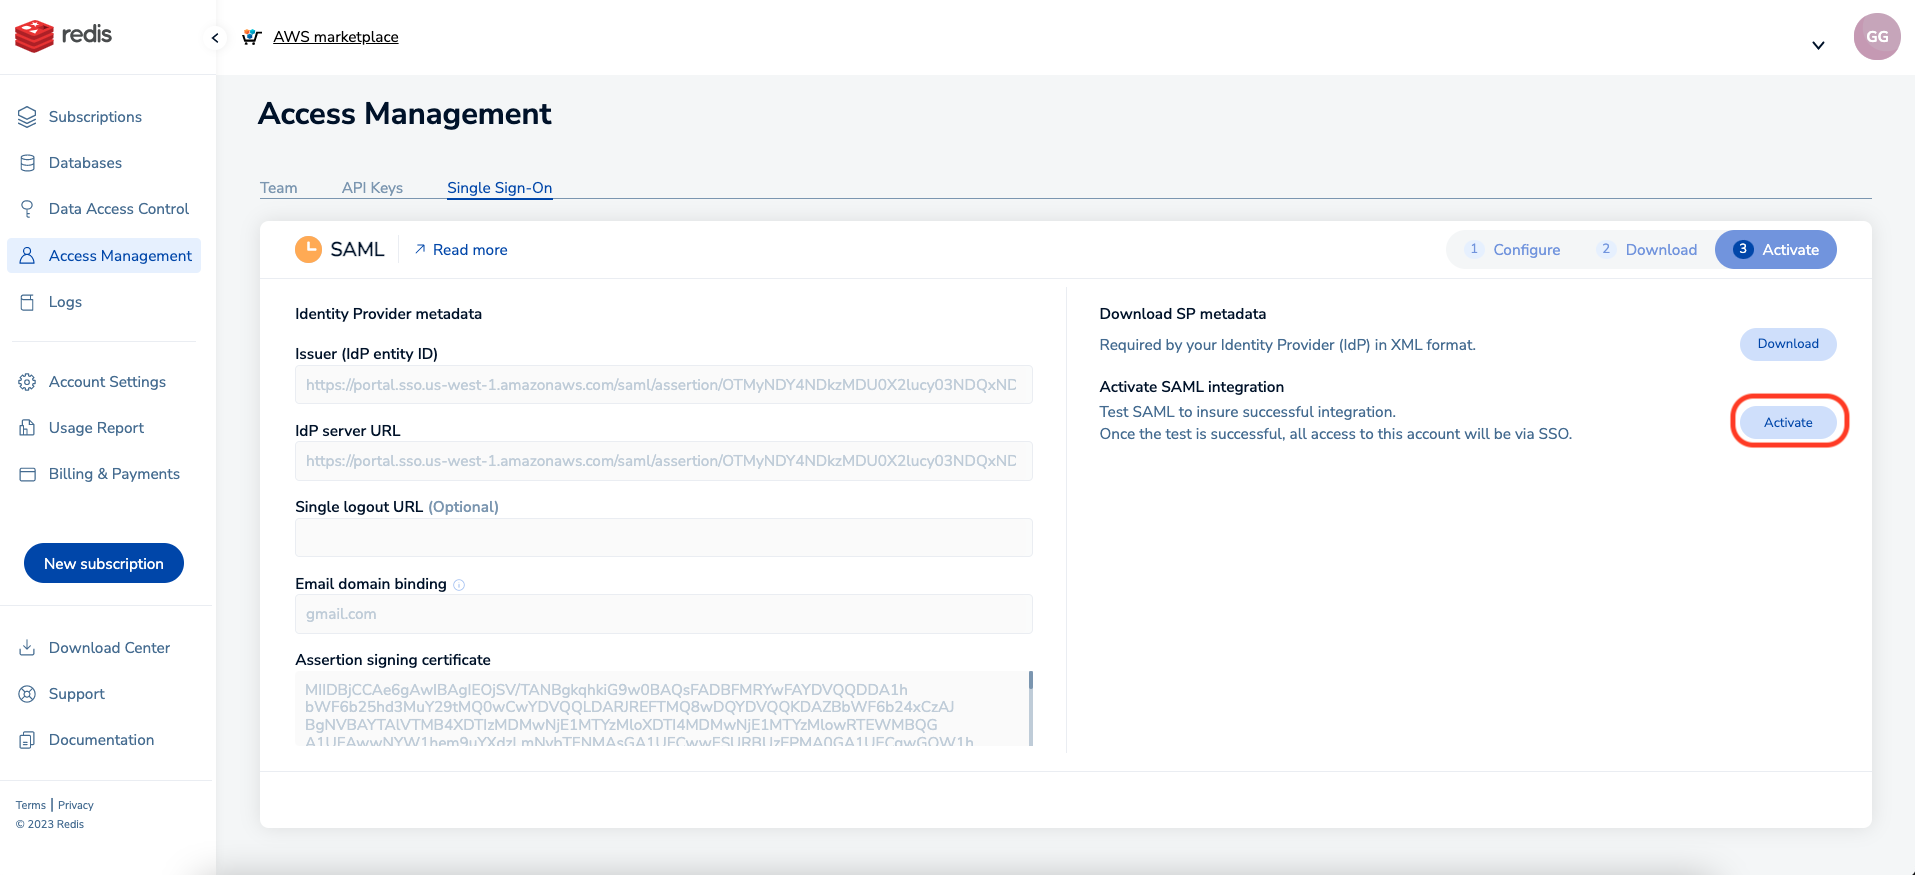 redis
AWS marketplace
GG
Subscriptions
Databases
Data Access Control
Access Management
Logs
Account Settings
Usage Report
Billing & Payments
New subscription
Download Center
Support
Documentation
Terms | Privacy
© 2023 Redis
Access Management
Team API Keys Single Sign-On
SAML Read more
1 Configure 2 Download 3 Activate
Identity Provider metadata
Issuer (IdP entity ID)
https://portal.sso.us-west-1.amazonaws.com/saml/assertion/OTMyNDY4NDkzMDU0X2lucy03NDQxND
IdP server URL
https://portal.sso.us-west-1.amazonaws.com/saml/assertion/OTMyNDY4NDkzMDU0X2lucy03NDQxND
Single logout URL (Optional)
Email domain binding
gmail.com
Assertion signing certificate
MIIDBjCCAe6gAwIBAgIEOjSV/TANBgkqhkiG9w0BAQsFADBFMRYwFAYDVQQDDA1h
bWF6b25hd3MuY29tMQ0wCwYDVQQLDARJREFTMQ8wDQYDVQQKDAZBbWF6b24xCzAJ
BgNVBAYTAlVTMB4XDTIzMDMwNjE1MTYzMloXDTI4MDMwNjE1MTYzMlowRTEWMBQG
Download SP metadata
Required by your Identity Provider (IdP) in XML format.
Download
Activate SAML integration
Test SAML to insure successful integration.
Once the test is successful, all access to this account will be via SSO.
Activate